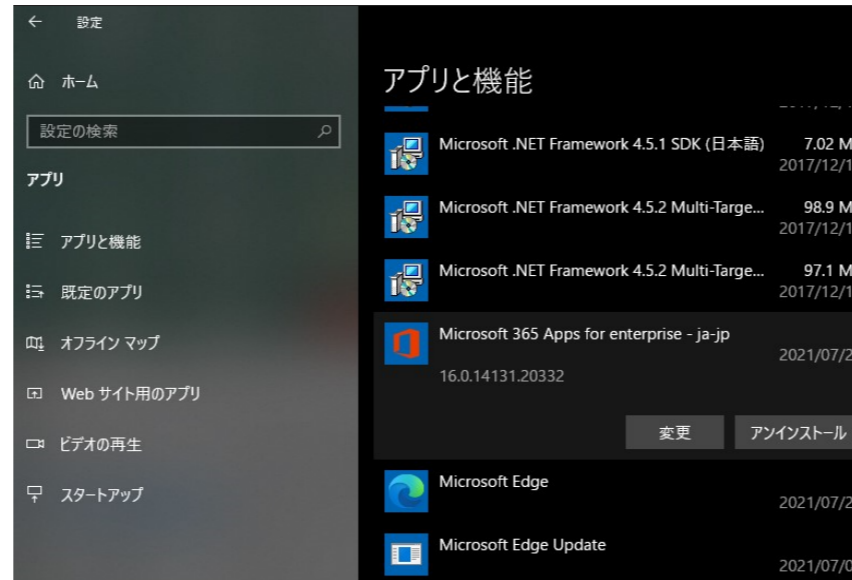 設定
ホーム
設定の検索
アプリ
アプリと機能
既定のアプリ
オフライン マップ
Web サイト用のアプリ
ビデオの再生
スタートアップ
アプリと機能
Microsoft .NET Framework 4.5.1 SDK (日本語) 7.02 M
2017/12/1
Microsoft .NET Framework 4.5.2 Multi-Targe... 98.9 M
2017/12/1
Microsoft .NET Framework 4.5.2 Multi-Targe... 97.1 M
2017/12/1
Microsoft 365 Apps for enterprise - ja-jp
2021/07/2
16.0.14131.20332
変更 アンインストール
Microsoft Edge
2021/07/2
Microsoft Edge Update
2021/07/0